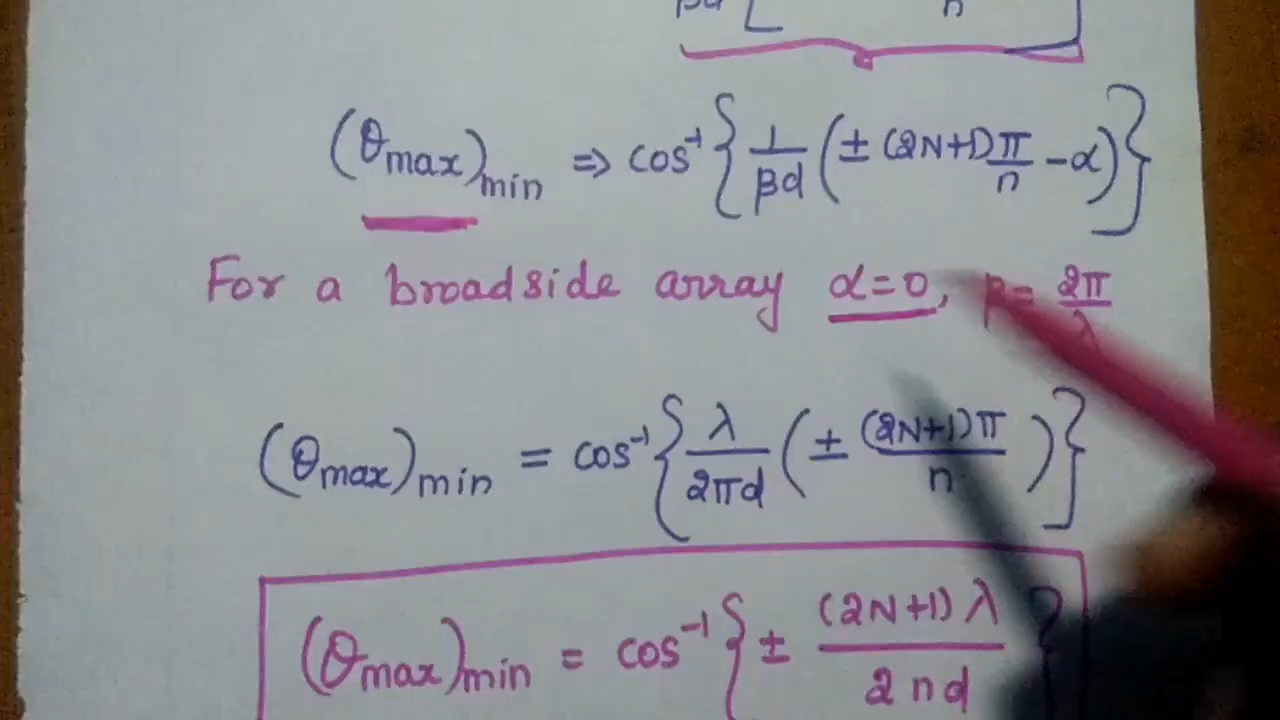 βd [ n ]
(θmax)min ⇒ cos⁻¹ { 1/βd ( ± (2N+1)π/n − α ) }
For a broadside array α=0, β= 2π/λ
(θmax)min = cos⁻¹ { λ/2πd ( ± (2N+1)π/n ) }
(θmax)min = cos⁻¹ { ± (2N+1)λ/2nd }